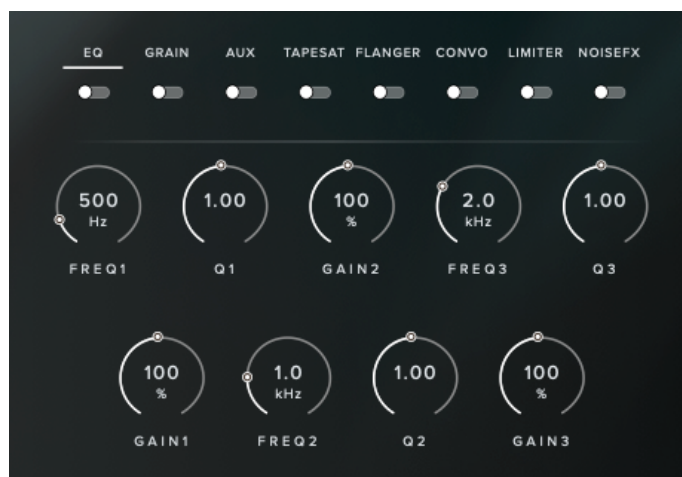 EQ GRAIN AUX TAPESAT FLANGER CONVO LIMITER NOISEFX
500 1.00 100 2.0 1.00
Hz % kHz
FREQ1 Q1 GAIN2 FREQ3 Q3
100 1.0 1.00 100
% kHz %
GAIN1 FREQ2 Q2 GAIN3